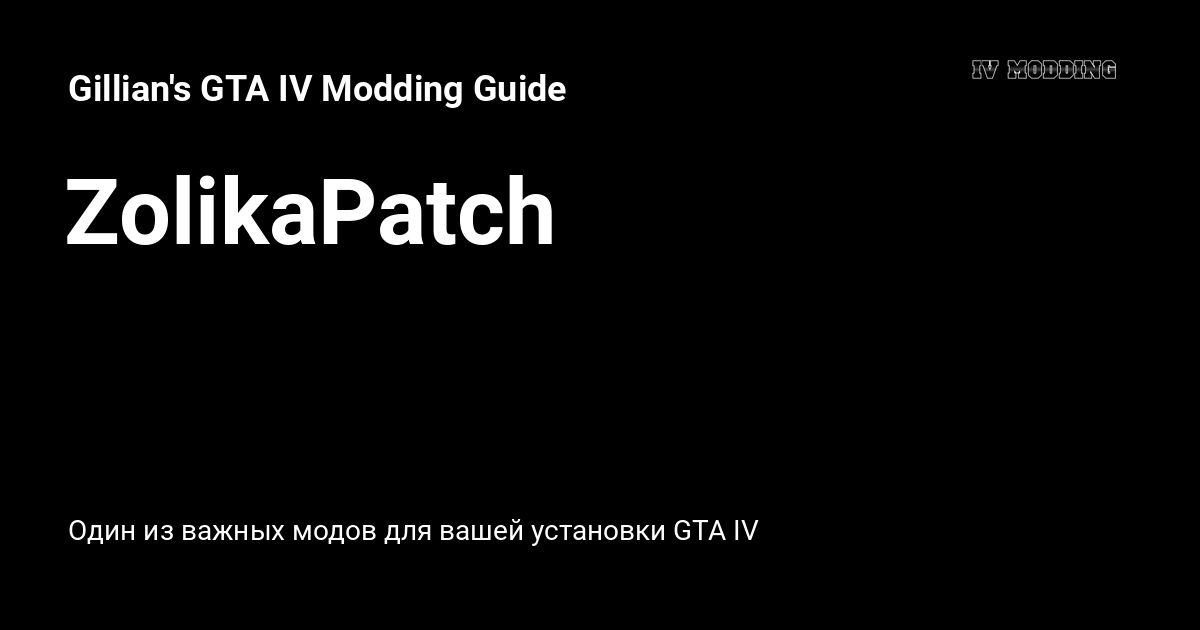 Gillian's GTA IV Modding Guide
IV MODDING
ZolikaPatch
Один из важных модов для вашей установки GTA IV